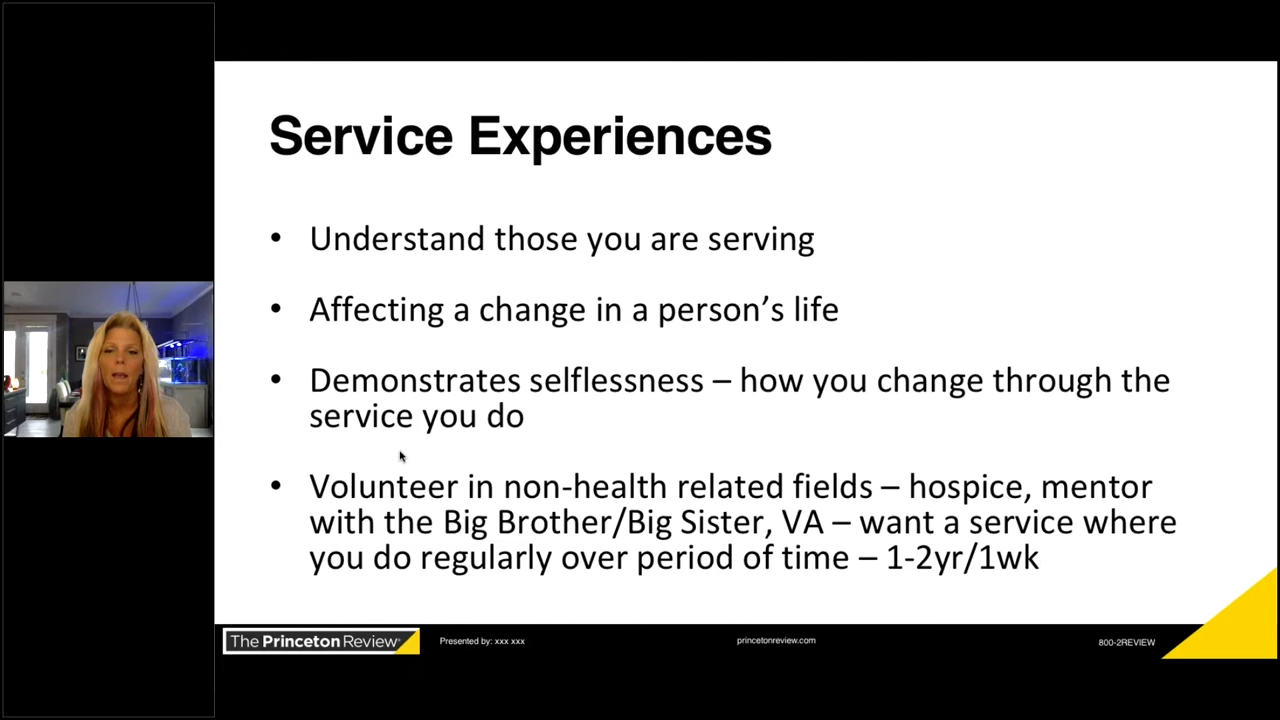 Service Experiences
• Understand those you are serving
• Affecting a change in a person’s life
• Demonstrates selflessness – how you change through the
service you do
• Volunteer in non-health related fields – hospice, mentor
with the Big Brother/Big Sister, VA – want a service where
you do regularly over period of time – 1-2yr/1wk
The Princeton Review®
Presented by: xxx xxx
princetonreview.com
800-2REVIEW